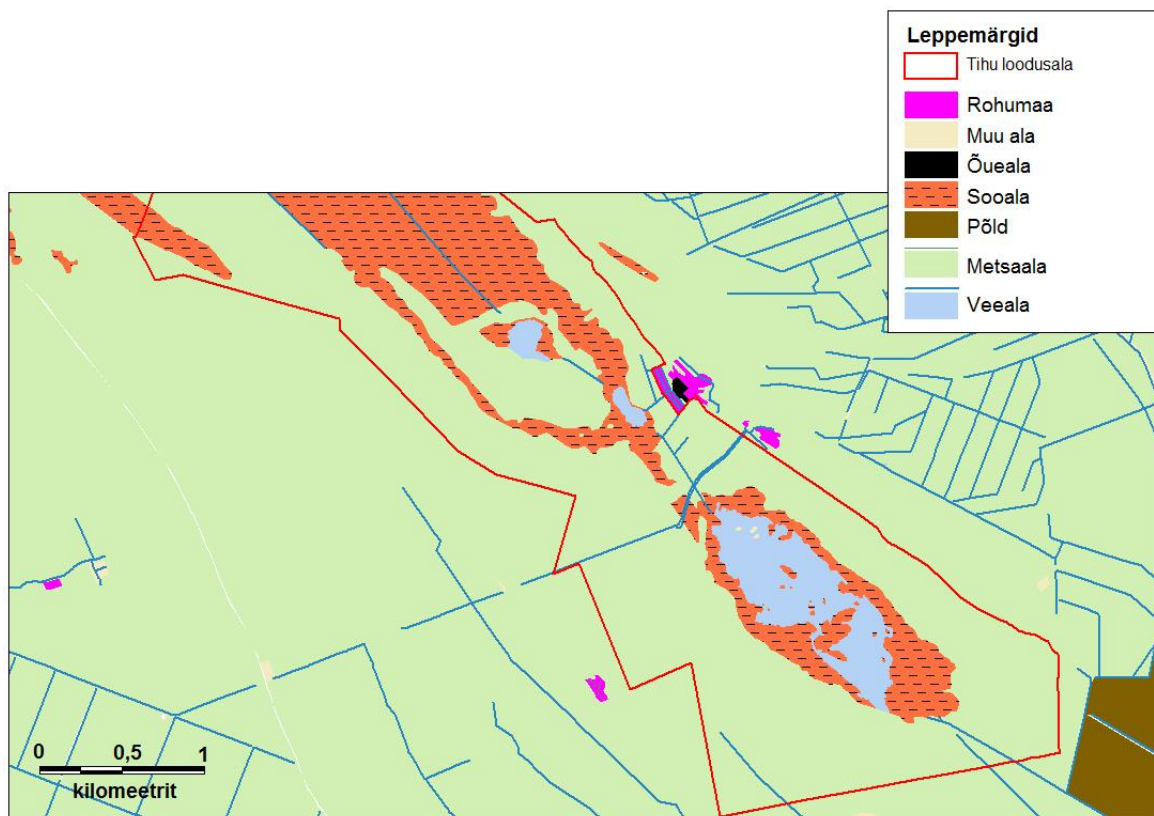 Leppemärgid
Tihu loodusala
Rohumaa
Muu ala
Õueala
Sooala
Põld
Metsaala
Veeala
0 0,5 1
kilomeetrit